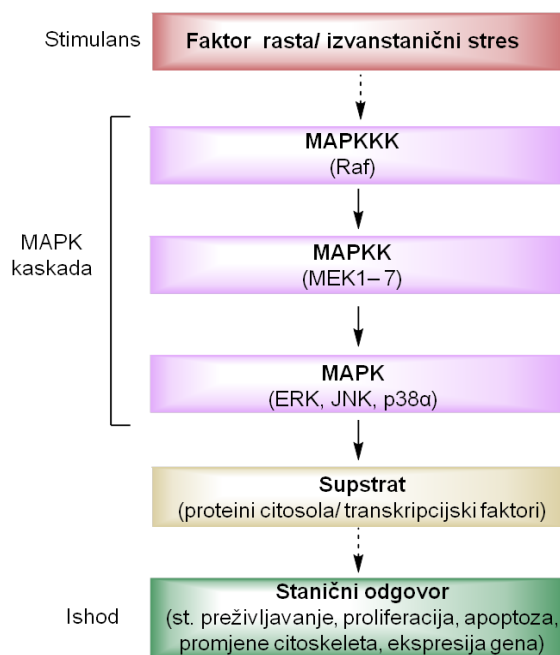 Stimulans
Faktor rasta/ izvanstanični stres
MAPKKK
(Raf)
MAPK
kaskada
MAPKK
(MEK1–7)
MAPK
(ERK, JNK, p38α)
Supstrat
(proteini citosola/ transkripcijski faktori)
Ishod
Stanični odgovor
(st. preživljavanje, proliferacija, apoptoza,
promjene citoskeleta, ekspresija gena)